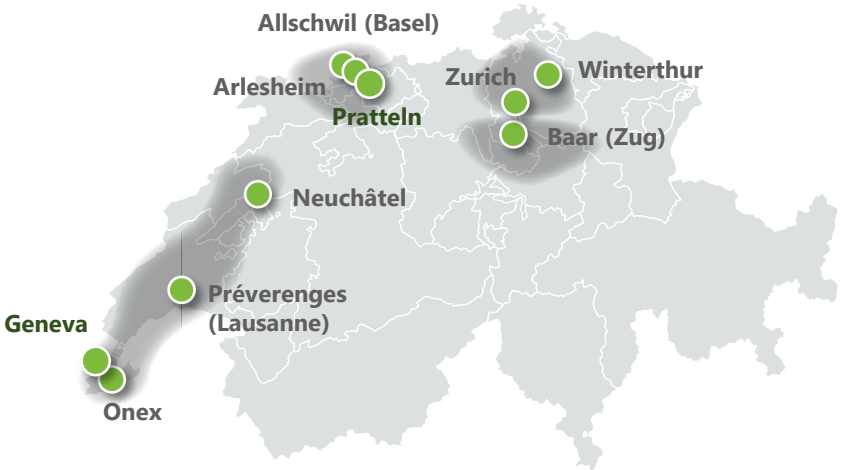 Allschwil (Basel)
Arlesheim
Pratteln
Zurich
Winterthur
Baar (Zug)
Neuchâtel
Préverenges
(Lausanne)
Geneva
Onex